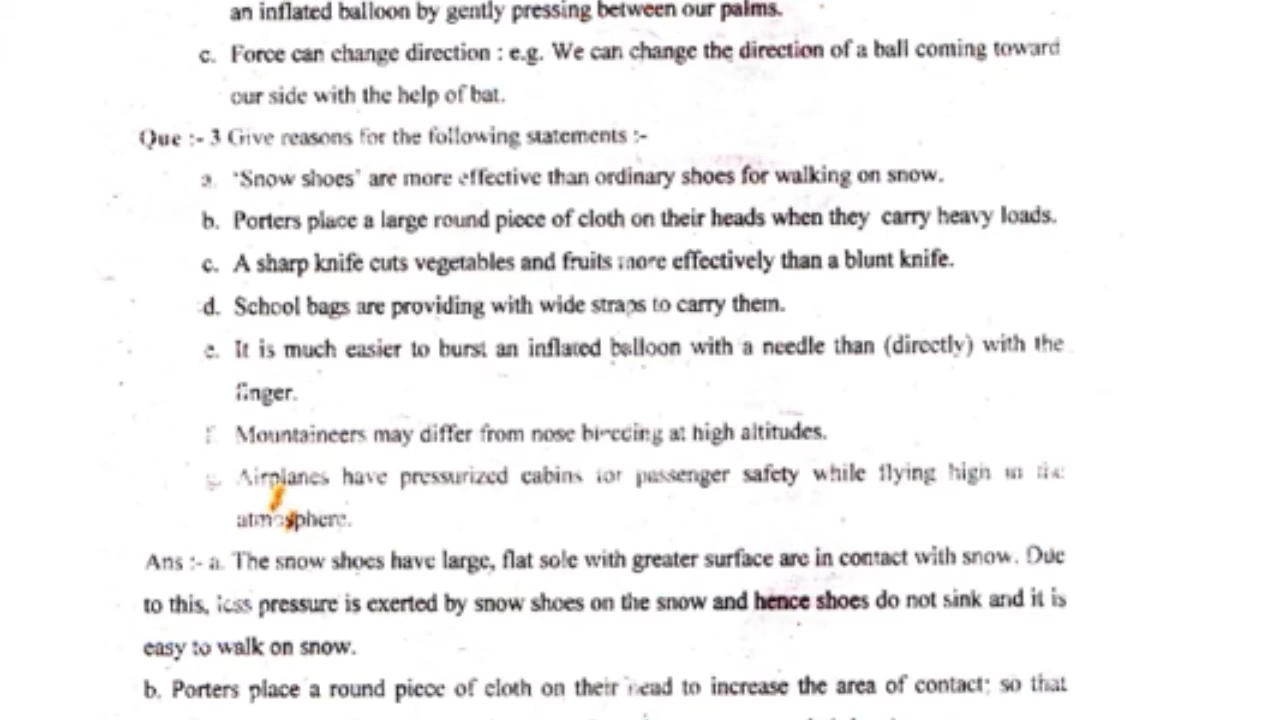 an inflated balloon by gently pressing between our palms.
c. Force can change direction : e.g. We can change the direction of a ball coming toward
our side with the help of bat.
Que :- 3 Give reasons for the following statements :-
a. 'Snow shoes' are more effective than ordinary shoes for walking on snow.
b. Porters place a large round piece of cloth on their heads when they carry heavy loads.
c. A sharp knife cuts vegetables and fruits more effectively than a blunt knife.
d. School bags are providing with wide straps to carry them.
e. It is much easier to burst an inflated balloon with a needle than (directly) with the
finger.
f. Mountaineers may differ from nose bleeding at high altitudes.
g. Airplanes have pressurized cabins for passenger safety while flying high in the
atmosphere.
Ans :- a. The snow shoes have large, flat sole with greater surface are in contact with snow. Due
to this, less pressure is exerted by snow shoes on the snow and hence shoes do not sink and it is
easy to walk on snow.
b. Porters place a round piece of cloth on their head to increase the area of contact; so that